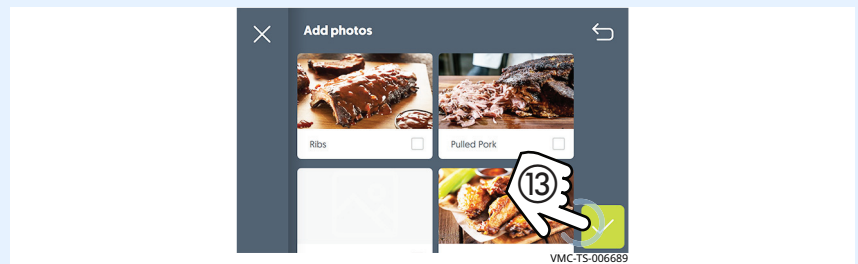 Add photos
Ribs
Pulled Pork
⑬
VMC-TS-006689